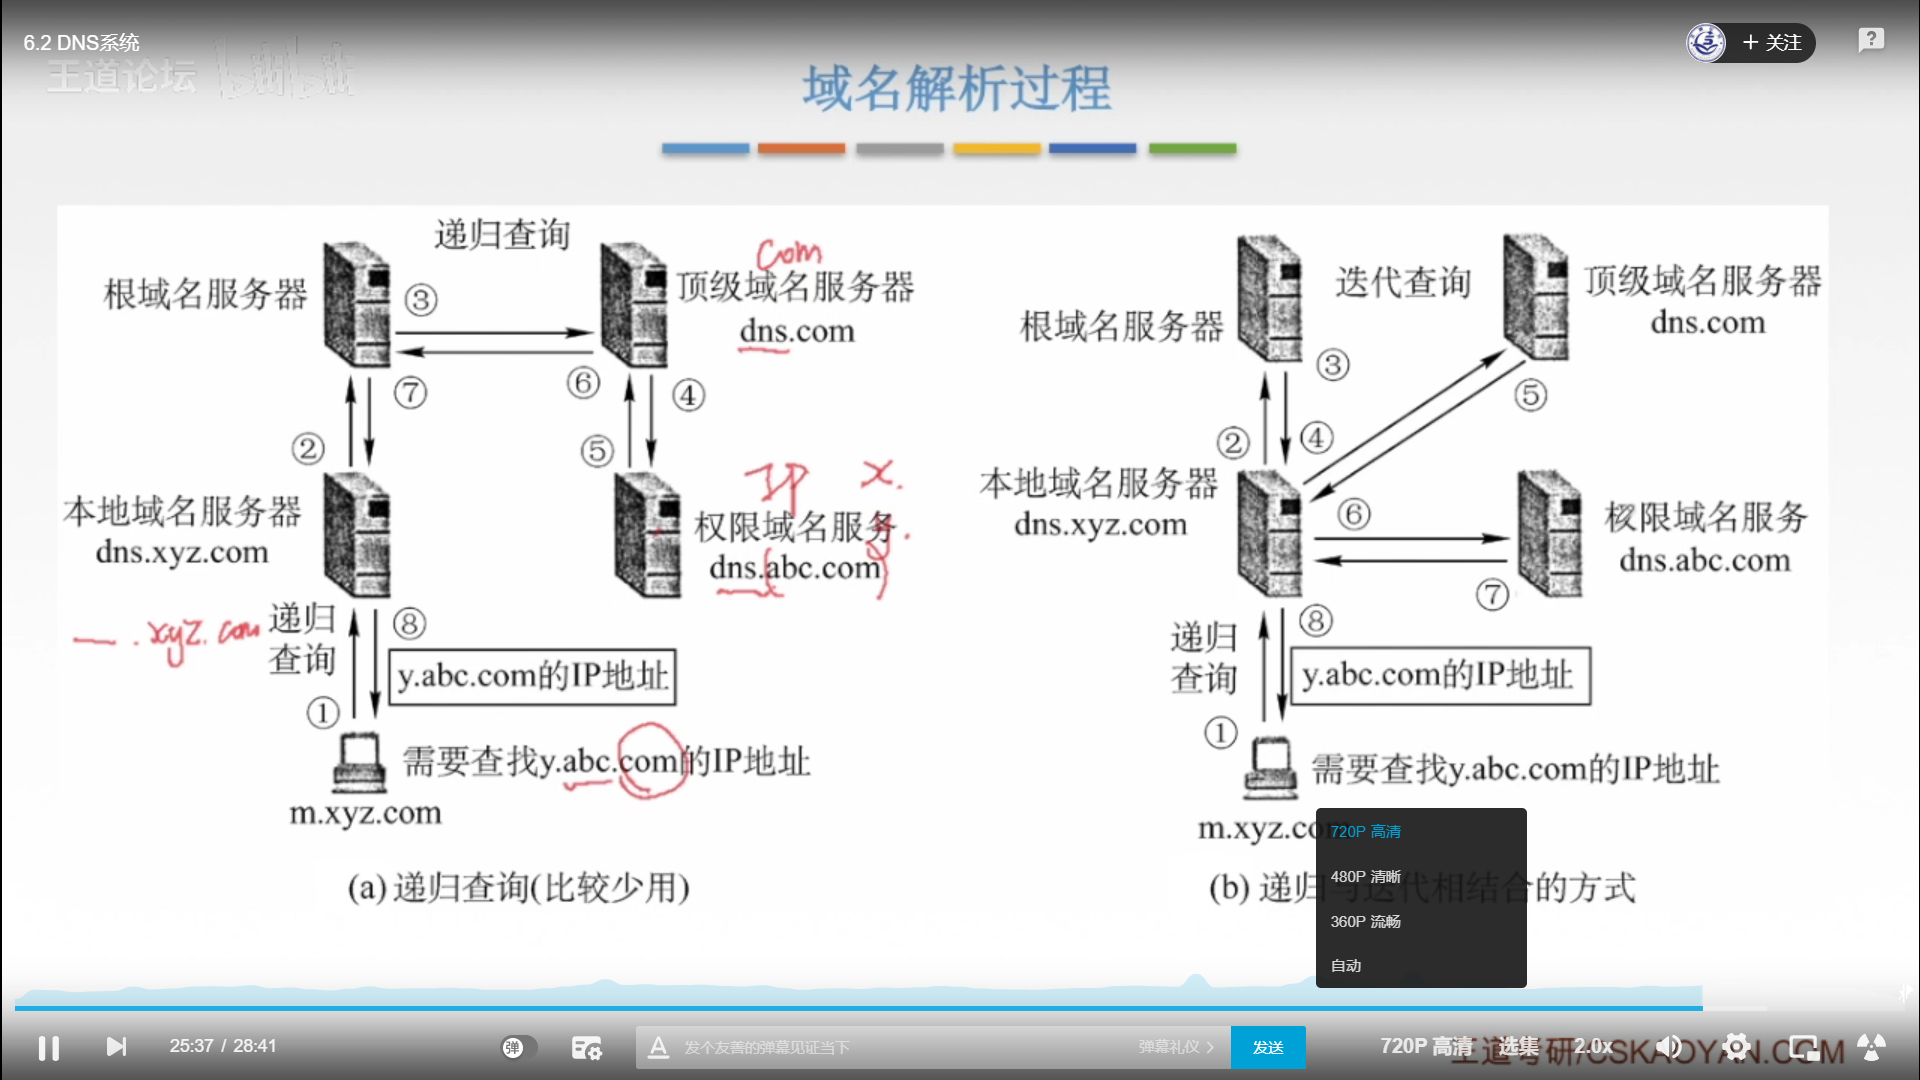 6.2 DNS系统
关注
王道论坛 bilibili
域名解析过程
递归查询
com
根域名服务器
③
顶级域名服务器
dns.com
⑦
⑥
④
②
⑤
IP
x.
本地域名服务器
dns.xyz.com
权限域名服务
dns.abc.com
y.
.xyz.com
递归
查询
⑧
y.abc.com的IP地址
①
需要查找y.abc.com的IP地址
m.xyz.com
(a) 递归查询(比较少用)
迭代查询
顶级域名服务器
dns.com
根域名服务器
③
⑤
②
④
本地域名服务器
dns.xyz.com
⑥
权限域名服务
dns.abc.com
⑦
递归
查询
⑧
y.abc.com的IP地址
①
需要查找y.abc.com的IP地址
m.xyz.com
(b) 递归与迭代相结合的方式
720P 高清
480P 清晰
360P 流畅
自动
25:37 / 28:41
弹
发个友善的弹幕见证当下
弹幕礼仪
发送
720P 高清
选集
2.0x
王道考研/CSKAOYAN.COM